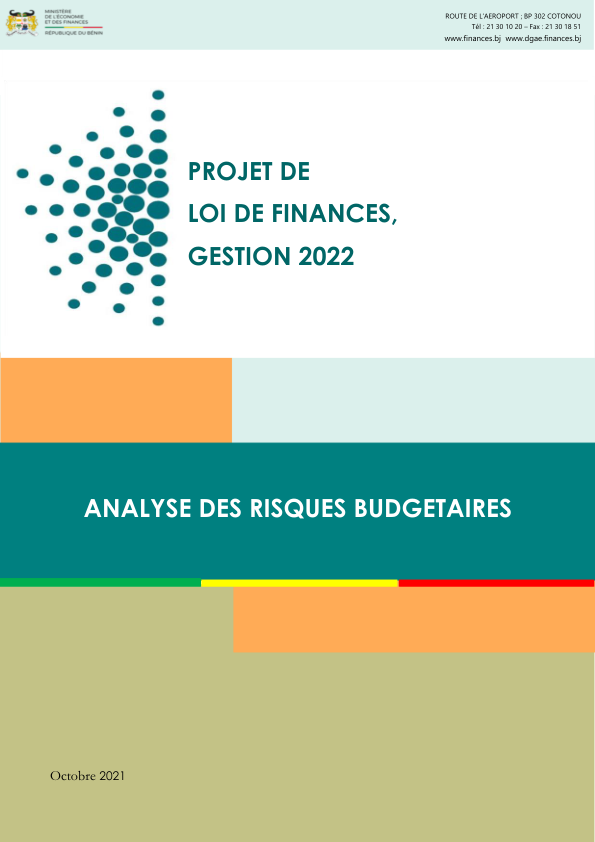 MINISTÈRE
DE L'ÉCONOMIE
ET DES FINANCES
RÉPUBLIQUE DU BÉNIN
ROUTE DE L'AEROPORT ; BP 302 COTONOU
Tél : 21 30 10 20 – Fax : 21 30 18 51
www.finances.bj www.dgae.finances.bj
PROJET DE
LOI DE FINANCES,
GESTION 2022
ANALYSE DES RISQUES BUDGETAIRES
Octobre 2021